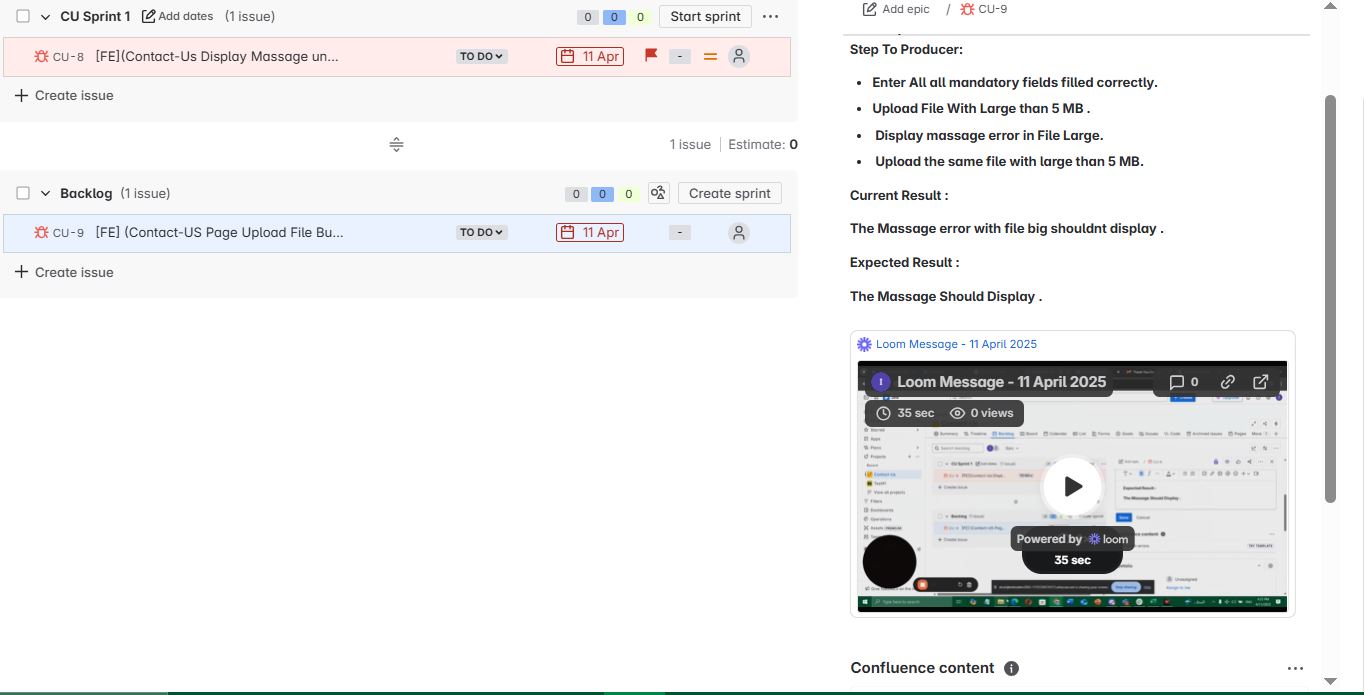 CU Sprint 1 Add dates (1 issue) 0 0 0 Start sprint
CU-8 [FE](Contact-Us Display Massage un... TO DO 11 Apr -
Create issue
1 issue Estimate: 0
Backlog (1 issue) 0 0 0 Create sprint
CU-9 [FE] (Contact-US Page Upload File Bu... TO DO 11 Apr -
Create issue
Add epic / CU-9
Step To Producer:
• Enter All all mandatory fields filled correctly.
• Upload File With Large than 5 MB .
• Display massage error in File Large.
• Upload the same file with large than 5 MB.
Current Result :
The Massage error with file big shouldnt display .
Expected Result :
The Massage Should Display .
Loom Message - 11 April 2025
I Loom Message - 11 April 2025 0
35 sec 0 views
Powered by loom
35 sec
Confluence content